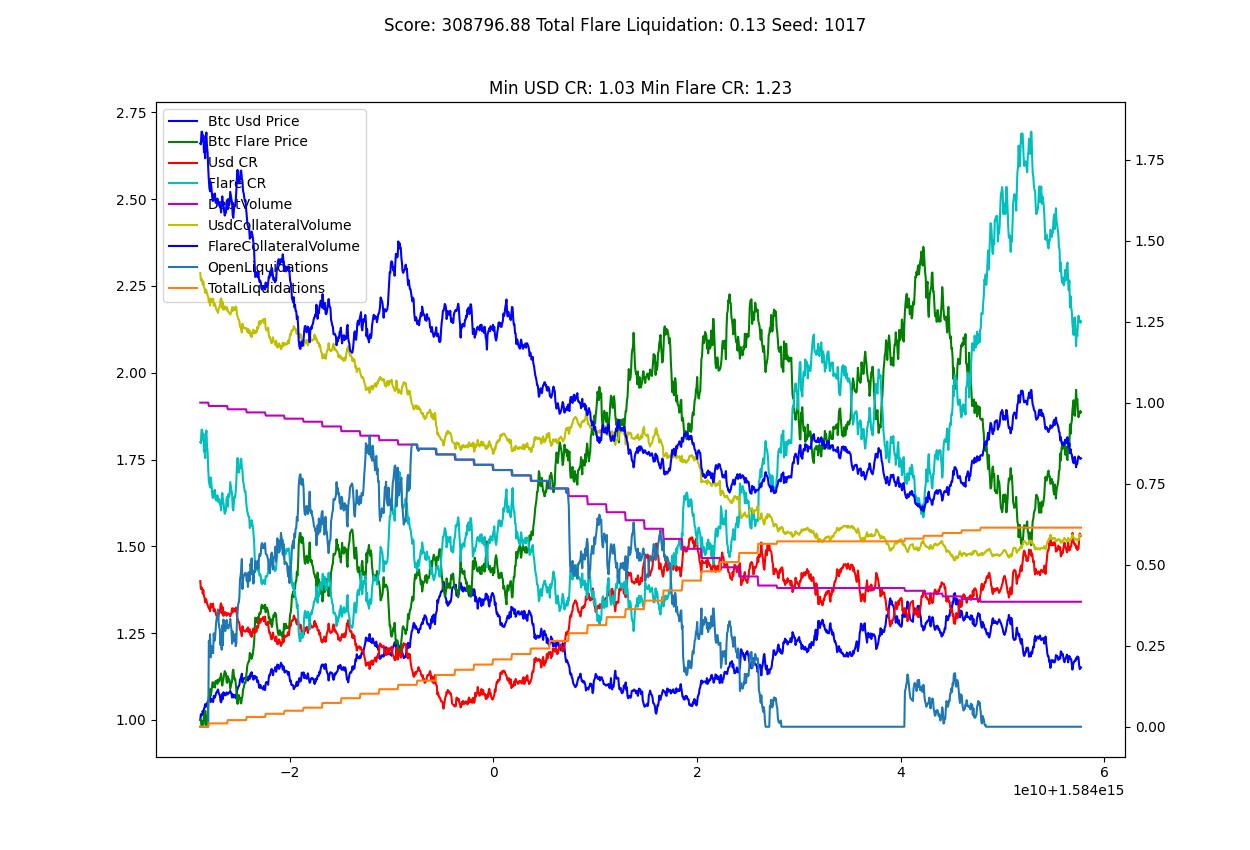 Score: 308796.88 Total Flare Liquidation: 0.13 Seed: 1017
Min USD CR: 1.03 Min Flare CR: 1.23
Btc Usd Price
Btc Flare Price
Usd CR
Flare CR
DebtVolume
UsdCollateralVolume
FlareCollateralVolume
OpenLiquidations
TotalLiquidations
2.75
2.50
2.25
2.00
1.75
1.50
1.25
1.00
1.75
1.50
1.25
1.00
0.75
0.50
0.25
0.00
−2 0 2 4 6
1e10+1.584e15